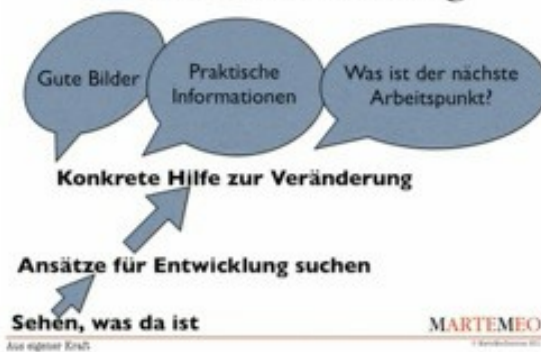 Gute Bilder
Praktische
Informationen
Was ist der nächste
Arbeitspunkt?
Konkrete Hilfe zur Veränderung
Ansätze für Entwicklung suchen
Sehen, was da ist
MARTEMEO
Aus eigener Kraft